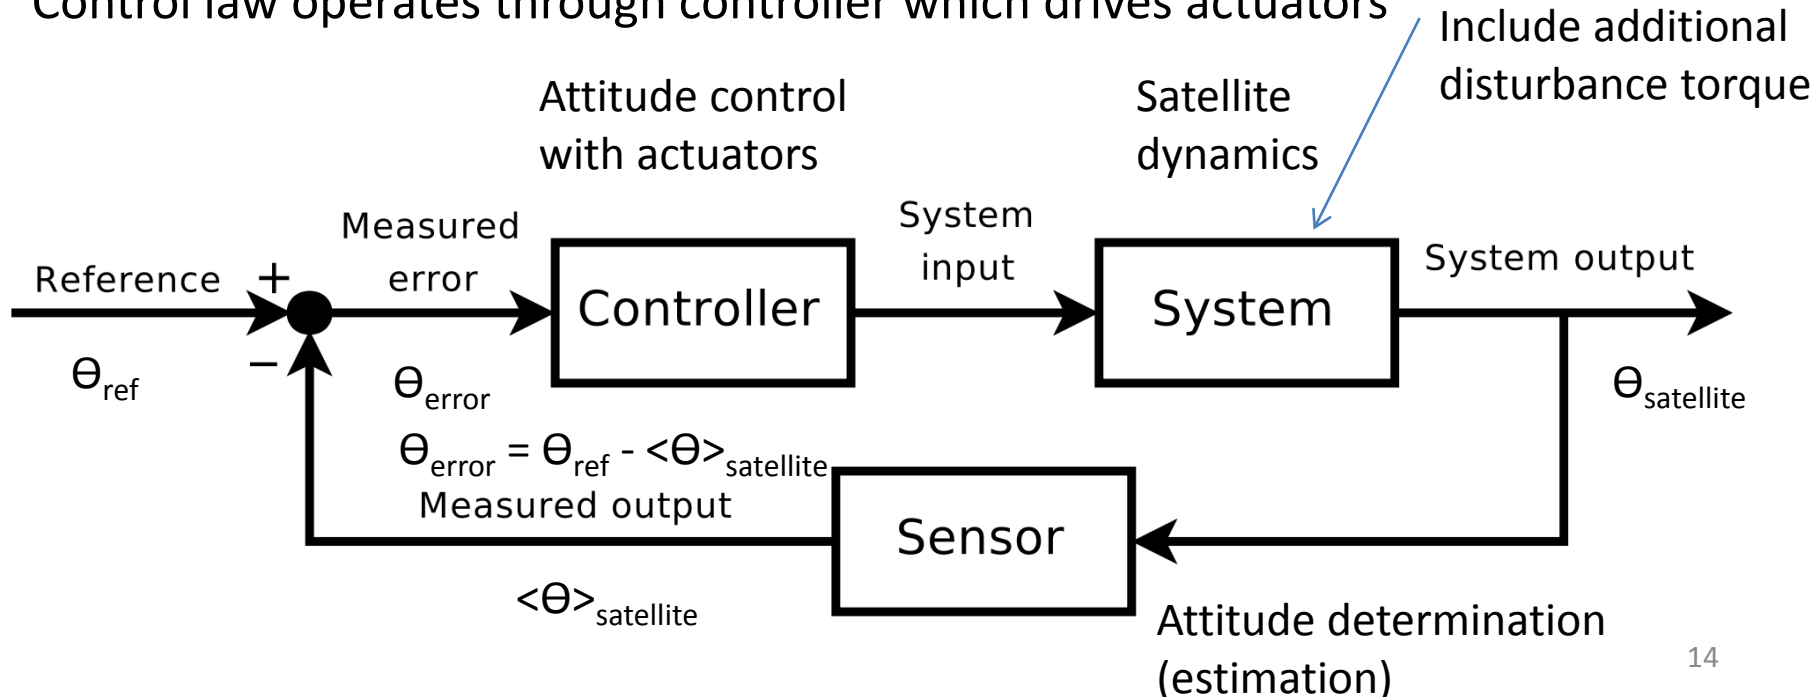 Control law operates through controller which drives actuators
Include additional
disturbance torque
Attitude control
with actuators
Satellite
dynamics
Reference
+
Measured
error
Controller
System
input
System
System output
−
ϴref
ϴerror
ϴerror = ϴref - <ϴ>satellite
ϴsatellite
Measured output
Sensor
<ϴ>satellite
Attitude determination
(estimation)
14